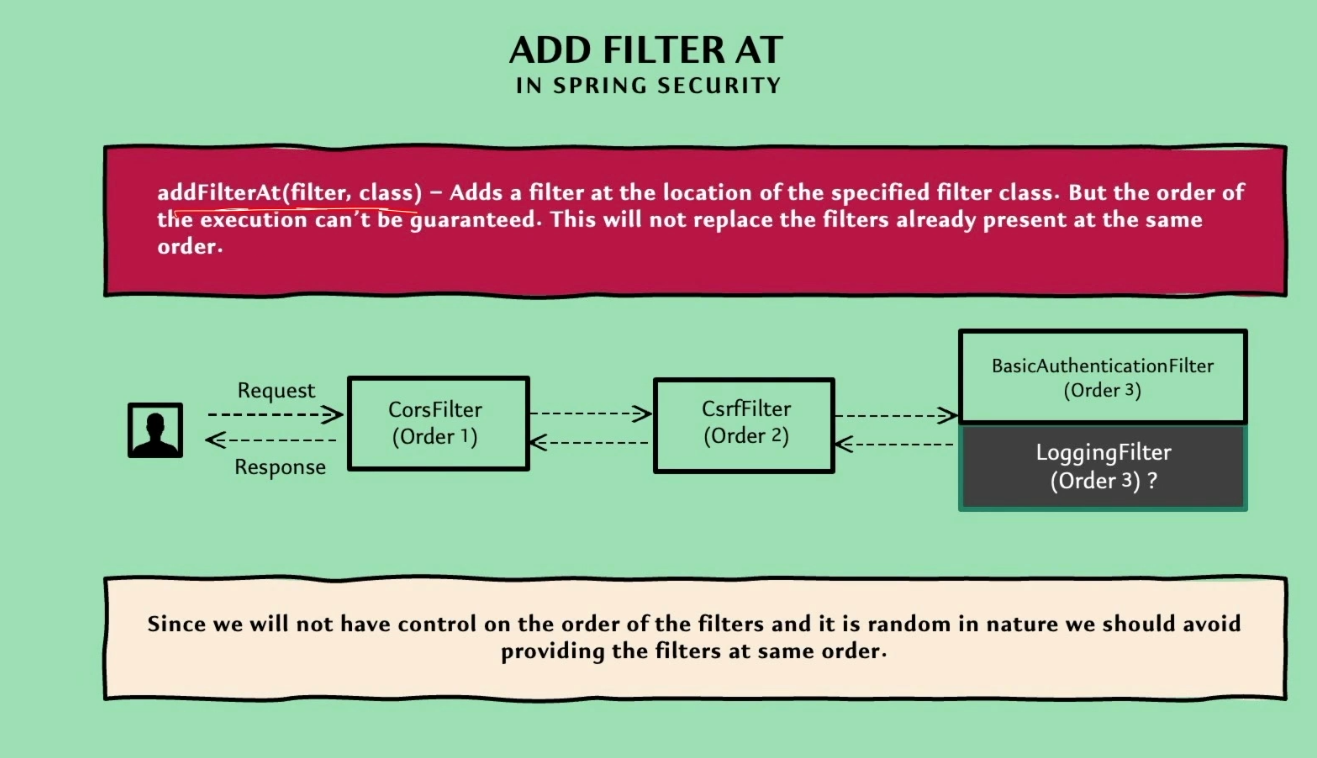 ADD FILTER AT
IN SPRING SECURITY
addFilterAt(filter, class) – Adds a filter at the location of the specified filter class. But the order of
the execution can't be guaranteed. This will not replace the filters already present at the same
order.
Request
Response
CorsFilter
(Order 1)
CsrfFilter
(Order 2)
BasicAuthenticationFilter
(Order 3)
LoggingFilter
(Order 3) ?
Since we will not have control on the order of the filters and it is random in nature we should avoid
providing the filters at same order.